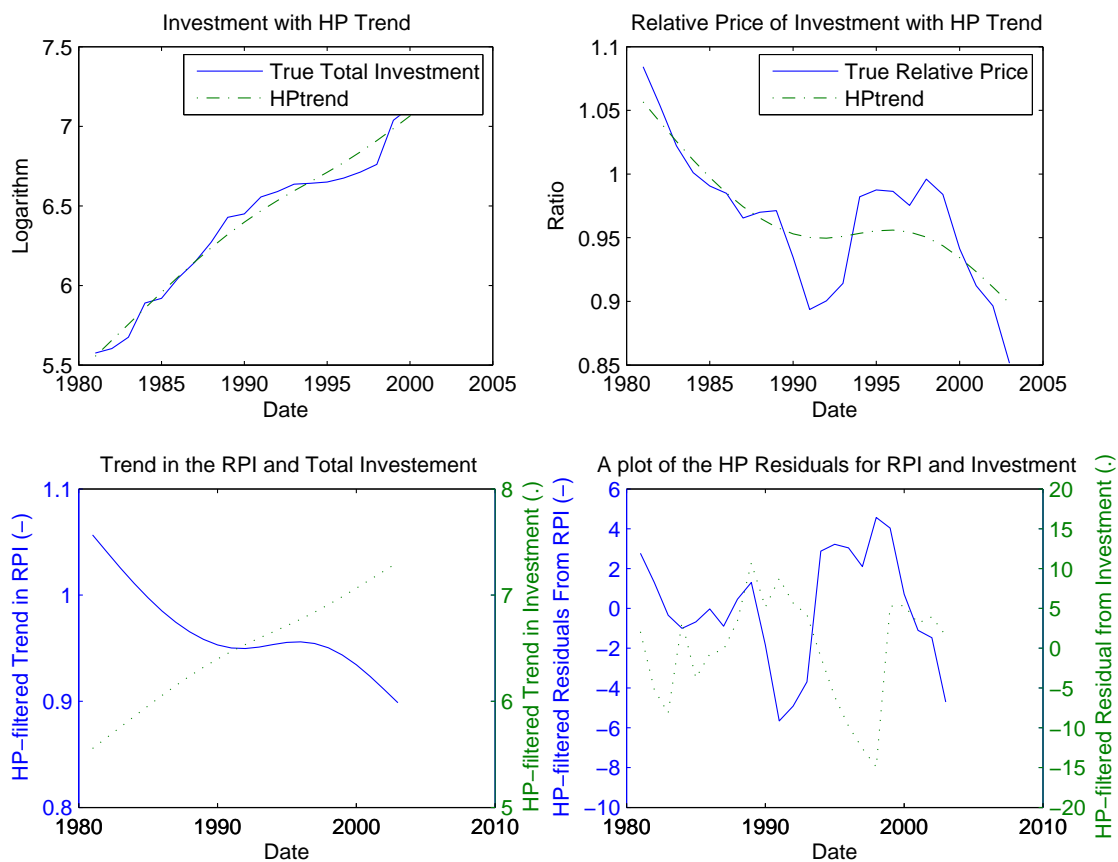 Investment with HP Trend
7.5
7
6.5
6
5.5
Logarithm
True Total Investment
HPtrend
1980 1985 1990 1995 2000 2005
Date
Relative Price of Investment with HP Trend
1.1
1.05
1
0.95
0.9
0.85
Ratio
True Relative Price
HPtrend
1980 1985 1990 1995 2000 2005
Date
Trend in the RPI and Total Investement
1.1
1
0.9
0.8
HP−filtered Trend in RPI (−)
8
7
6
5
HP−filtered Trend in Investment (.)
1980 1990 2000 2010
Date
A plot of the HP Residuals for RPI and Investment
6
4
2
0
−2
−4
−6
−8
−10
HP−filtered Residuals From RPI (−)
20
15
10
5
0
−5
−10
−15
−20
HP−filtered Residual from Investment (.)
1980 1990 2000 2010
Date